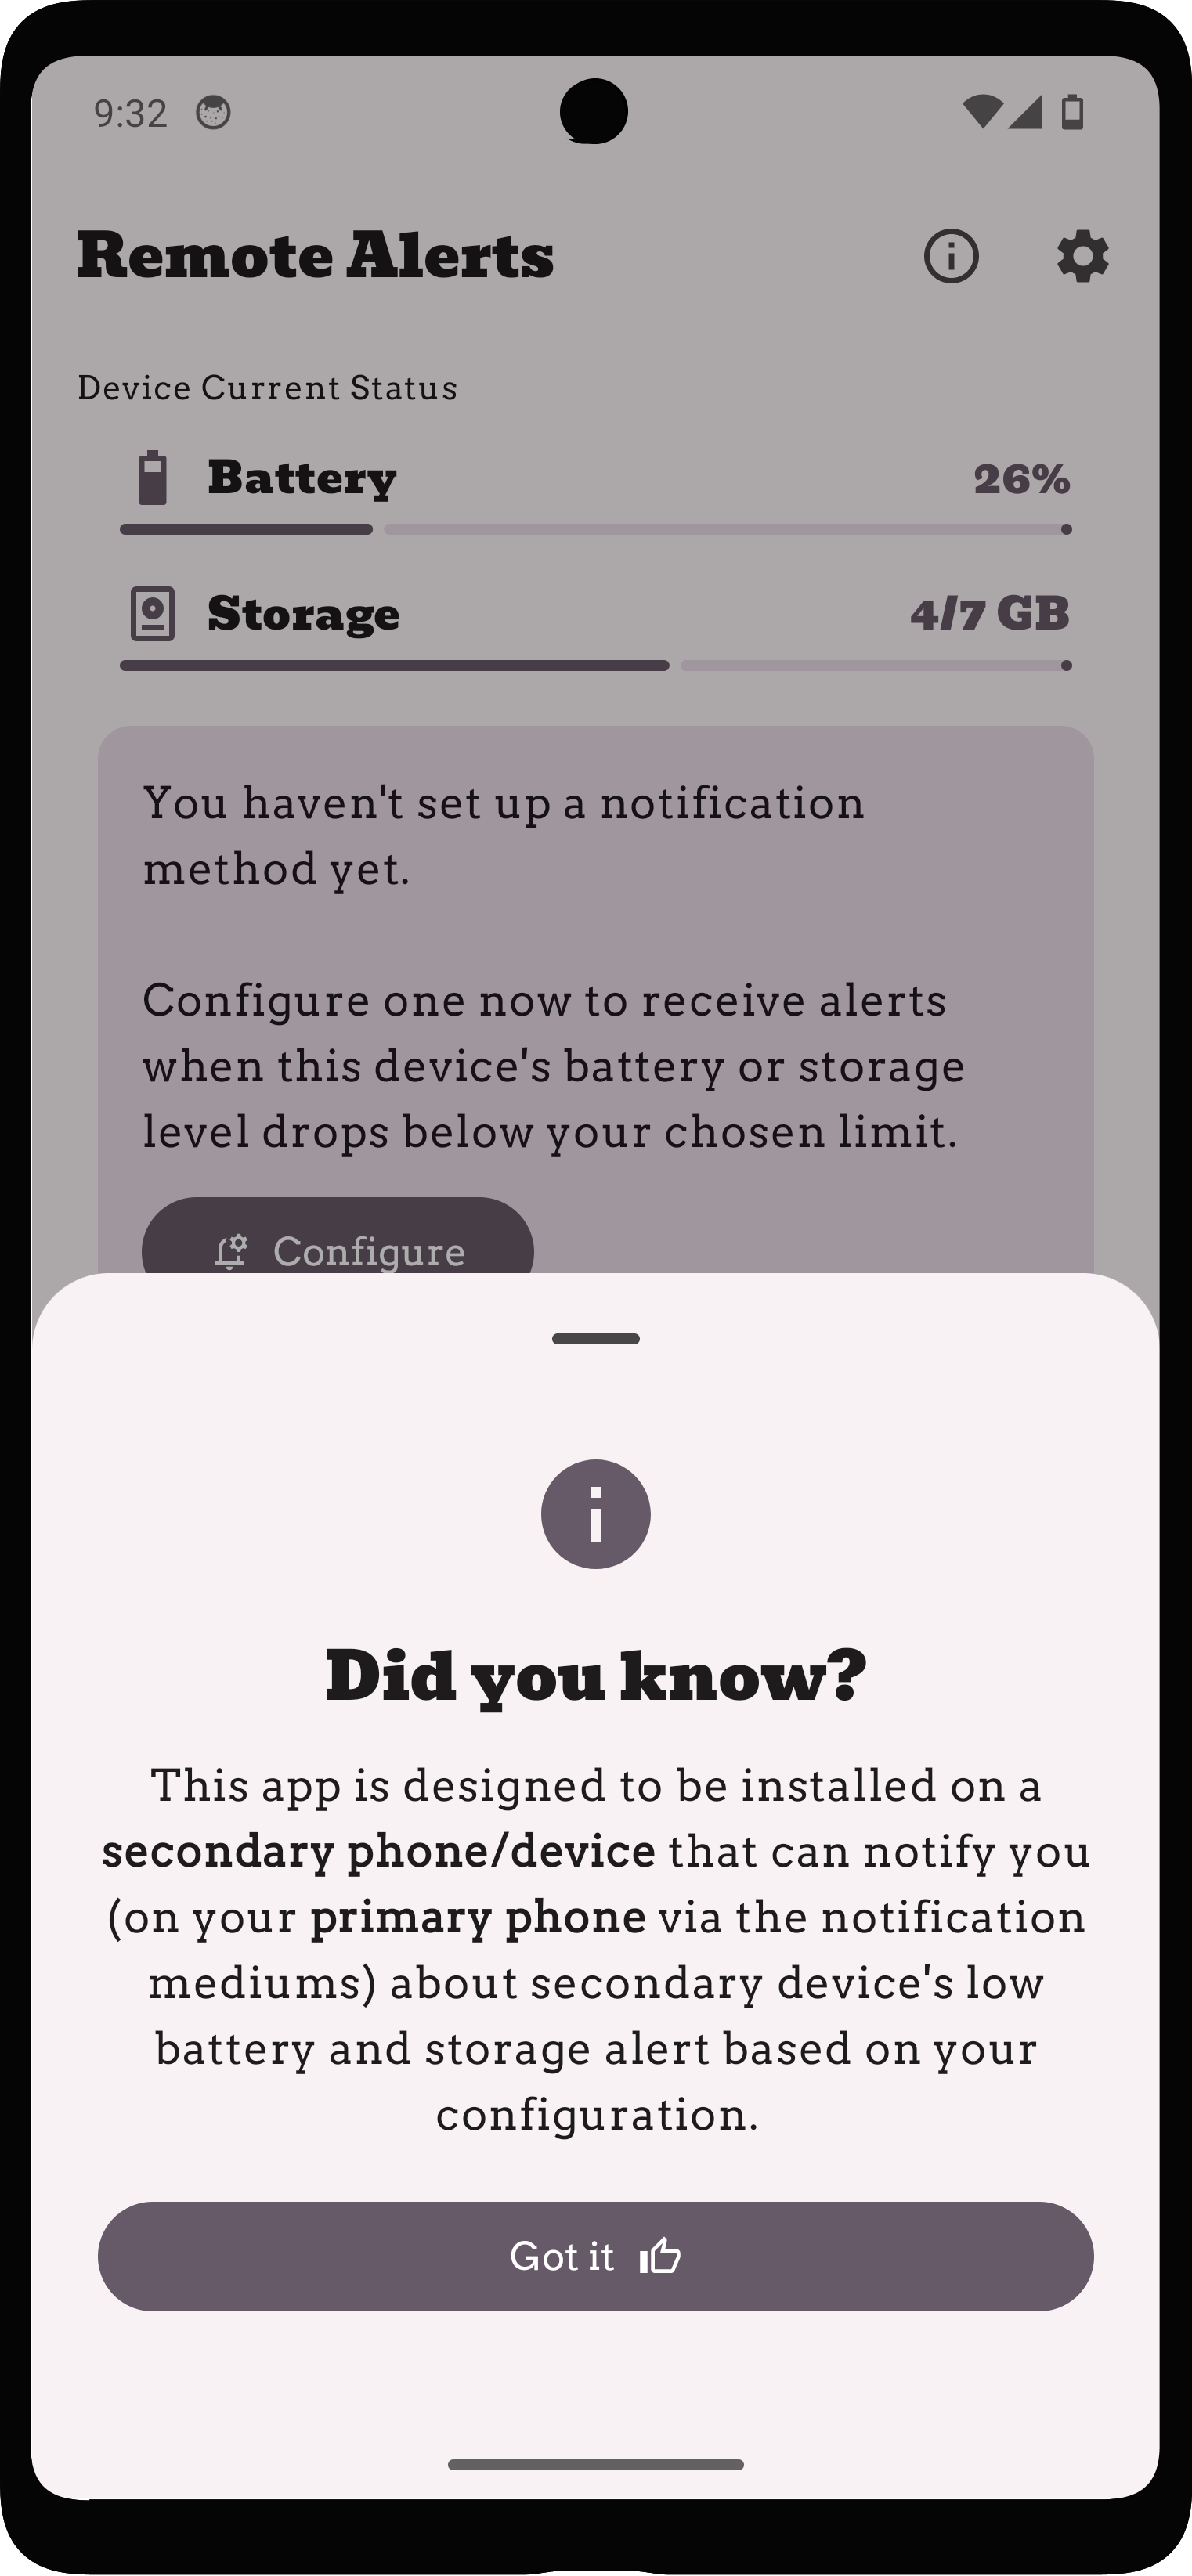 9:32
Remote Alerts
Device Current Status
Battery 26%
Storage 4/7 GB
You haven't set up a notification
method yet.
Configure one now to receive alerts
when this device's battery or storage
level drops below your chosen limit.
Configure
Did you know?
This app is designed to be installed on a
secondary phone/device that can notify you
(on your primary phone via the notification
mediums) about secondary device's low
battery and storage alert based on your
configuration.
Got it